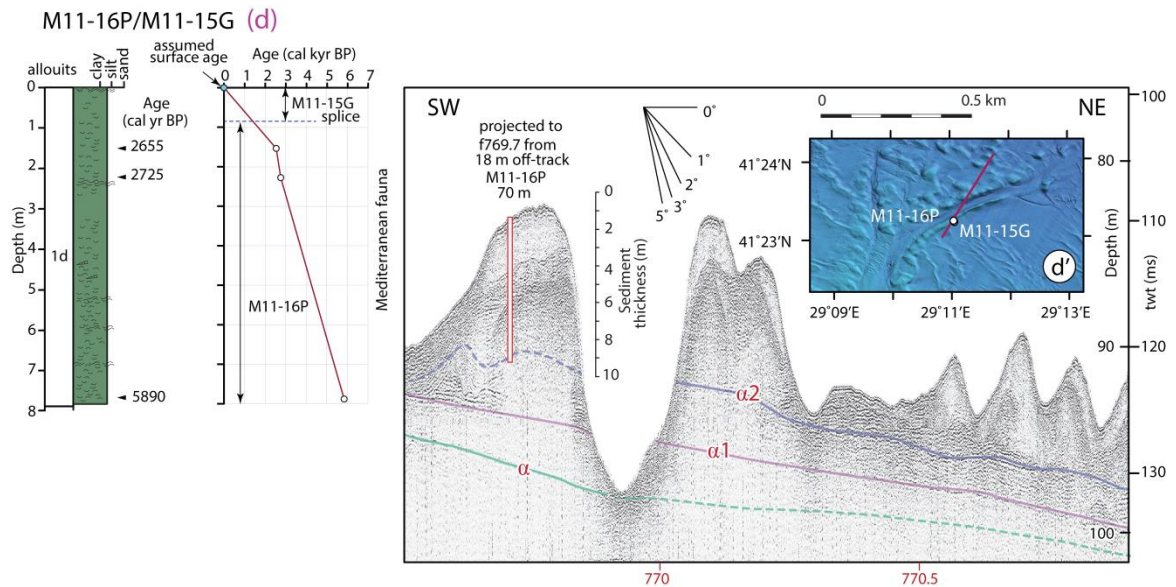 M11-16P/M11-15G (d)
allouits
clay
silt
sand
0
1
2
3
4
5
6
7
8
Depth (m)
1d
Age
(cal yr BP)
2655
2725
5890
assumed
surface age
Age (cal kyr BP)
0 1 2 3 4 5 6 7
M11-15G
splice
M11-16P
Mediterranean fauna
SW
NE
projected to
f769.7 from
18 m off-track
M11-16P
70 m
0
2
4
6
8
10
Sediment
thickness (m)
0°
1°
2°
3°
5°
0 0.5 km
41°24'N
41°23'N
M11-16P
M11-15G
d'
29°09'E 29°11'E 29°13'E
α2
α1
α
80
90
100
Depth (m)
100
110
120
130
twt (ms)
770 770.5